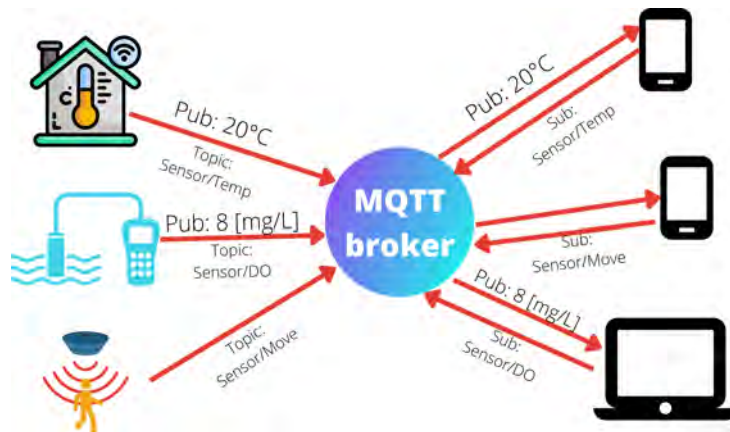 C
Pub: 20°C
Topic:
Sensor/Temp
Pub: 8 [mg/L]
Topic:
Sensor/DO
Topic:
Sensor/Move
MQTT
broker
Pub: 20°C
Sub:
Sensor/Temp
Sub:
Sensor/Move
Pub: 8 [mg/L]
Sub:
Sensor/DO